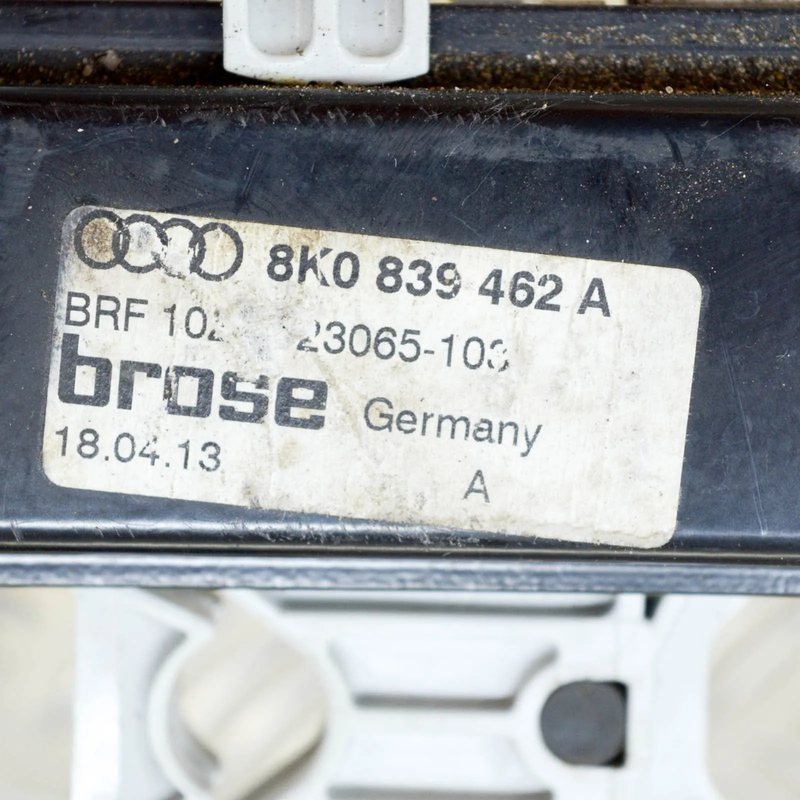 8K0 839 462 A
BRF
brose Germany
18.04.13
A